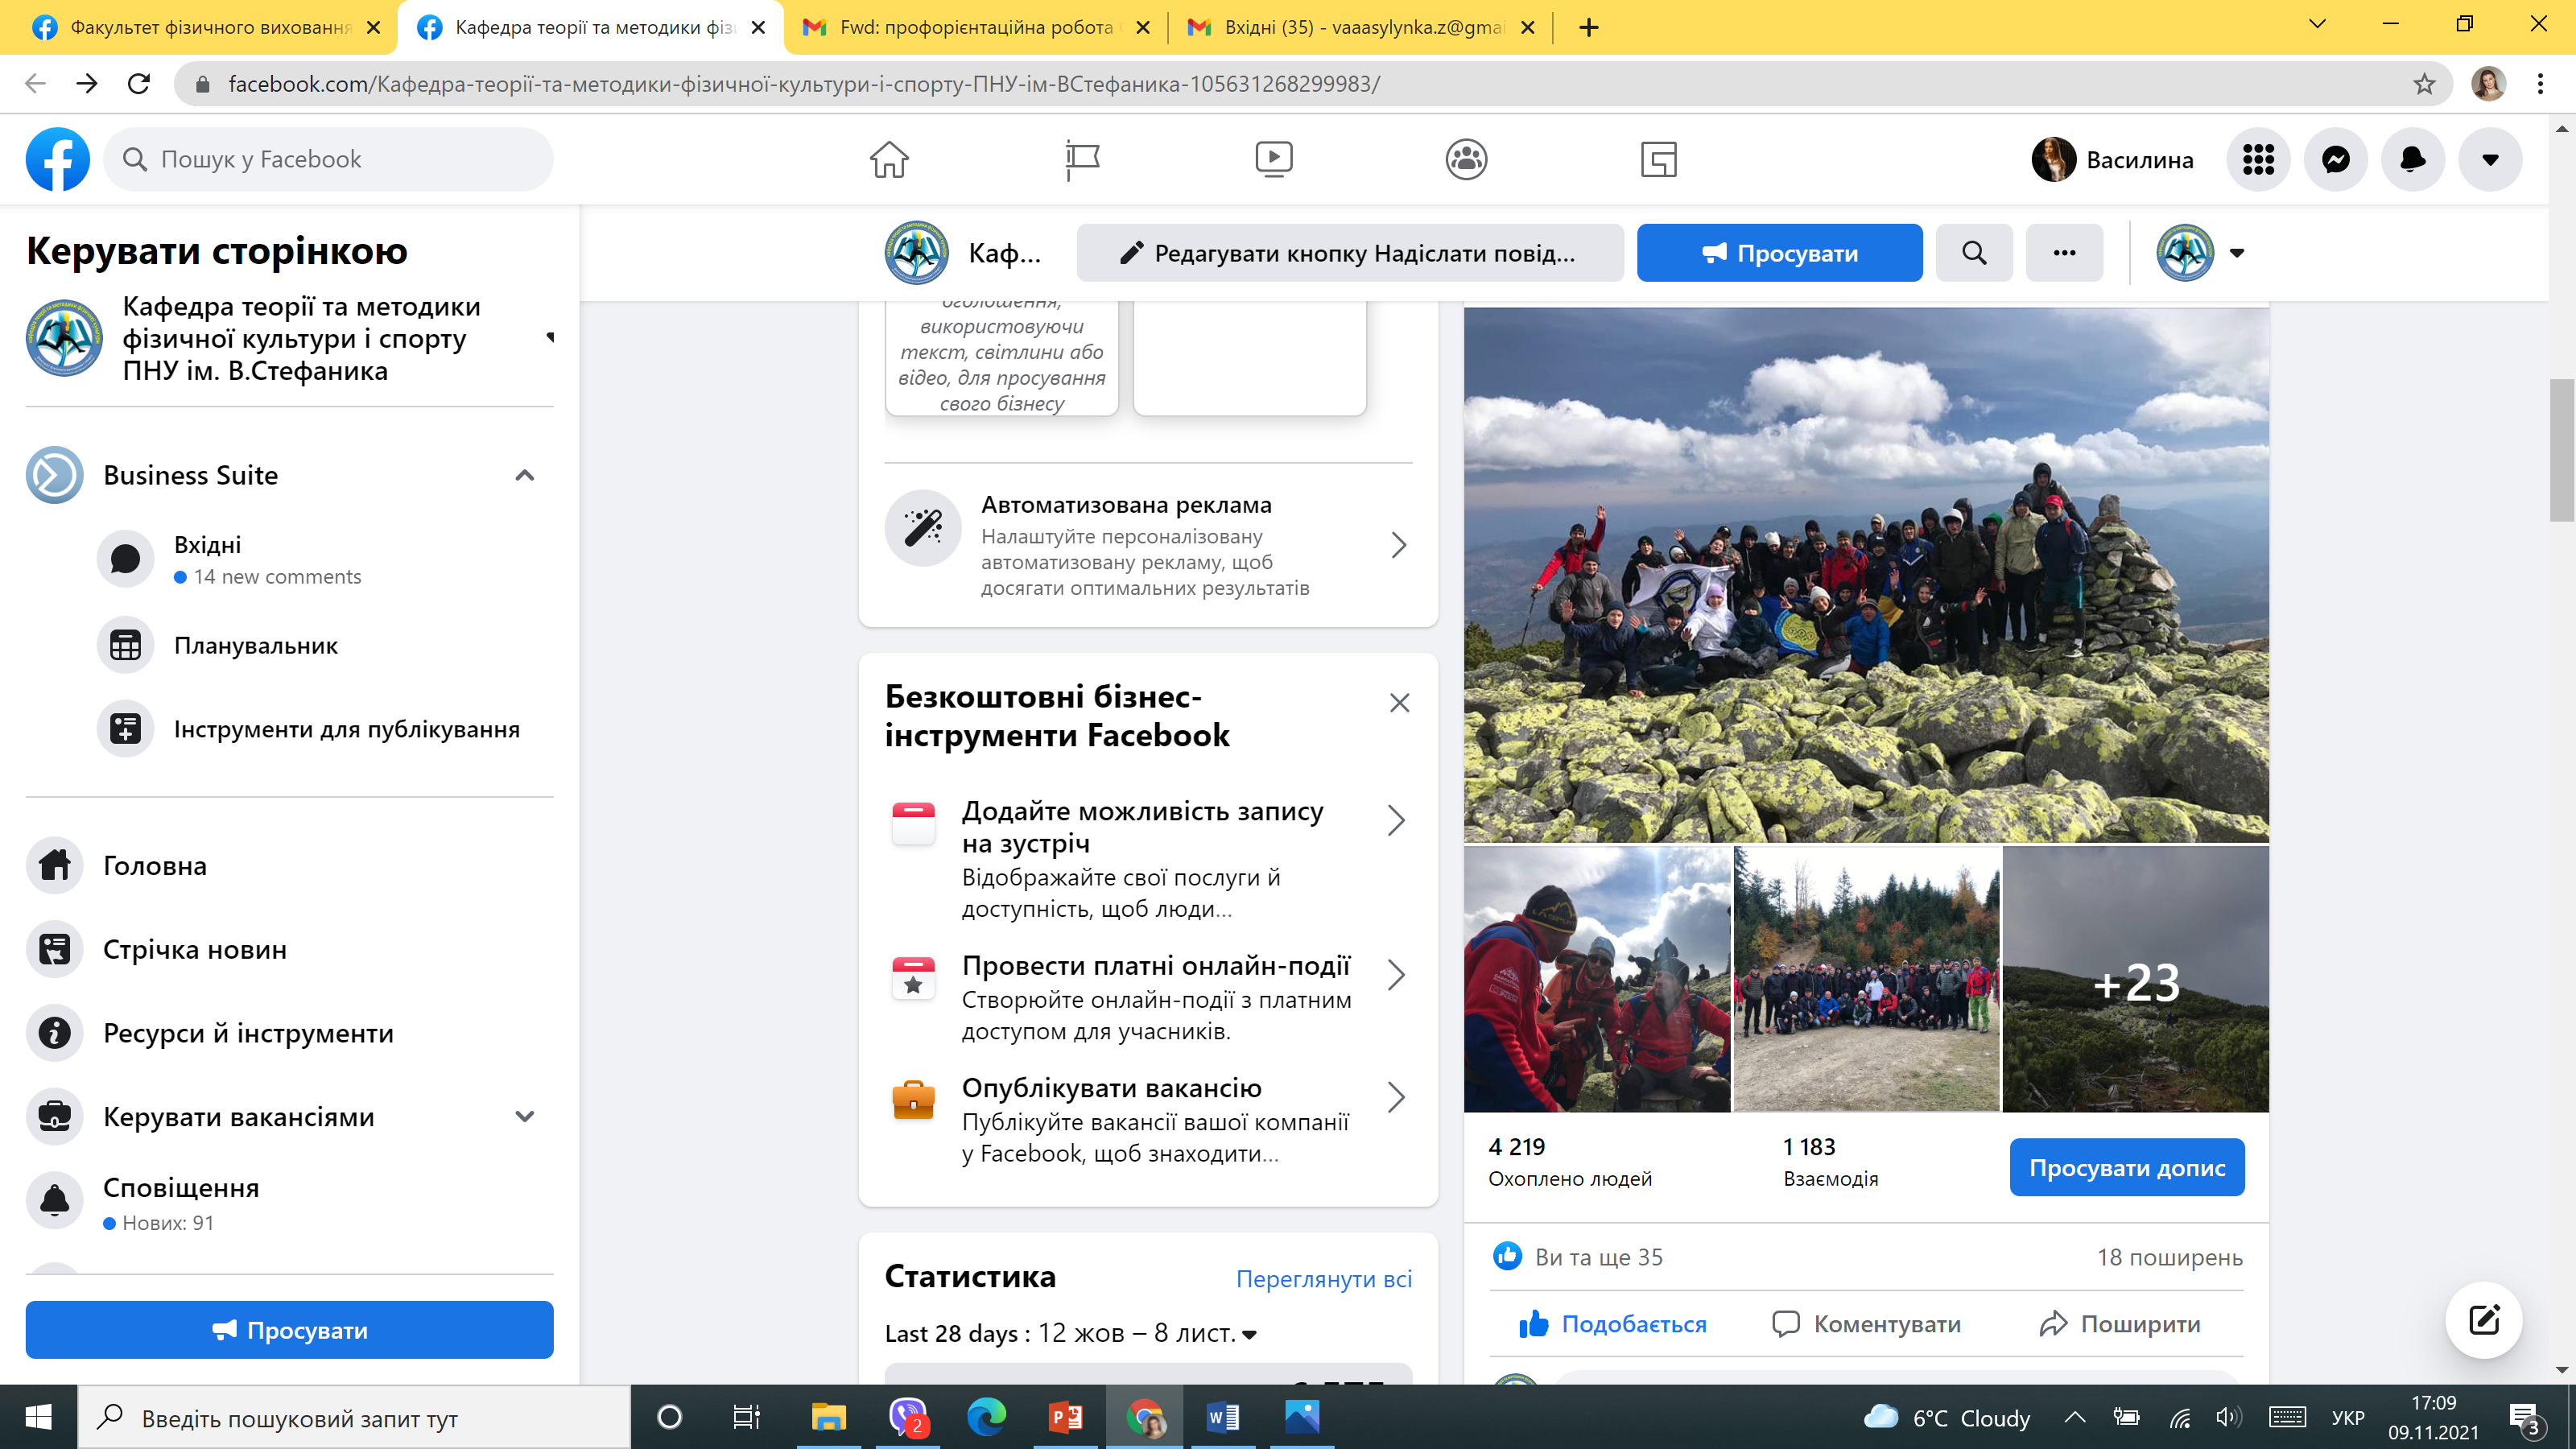 Факультет фізичного виховання
Кафедра теорії та методики фізи
Fwd: профорієнтаційна робота
Вхідні (35) - vaaasylynka.z@gmai
facebook.com/Кафедра-теорії-та-методики-фізичної-культури-і-спорту-ПНУ-ім-ВСтефаника-105631268299983/
Пошук у Facebook
Василина
Керувати сторінкою
Кафедра теорії та методики
фізичної культури і спорту
ПНУ ім. В.Стефаника
Business Suite
Вхідні
14 new comments
Планувальник
Інструменти для публікування
Головна
Стрічка новин
Ресурси й інструменти
Керувати вакансіями
Сповіщення
Нових: 91
Просувати
Каф...
Редагувати кнопку Надіслати повід...
Просувати
оголошення,
використовуючи
текст, світлини або
відео, для просування
свого бізнесу
Автоматизована реклама
Налаштуйте персоналізовану
автоматизовану рекламу, щоб
досягати оптимальних результатів
Безкоштовні бізнес-
інструменти Facebook
Додайте можливість запису
на зустріч
Відображайте свої послуги й
доступність, щоб люди...
Провести платні онлайн-події
Створюйте онлайн-події з платним
доступом для учасників.
Опублікувати вакансію
Публікуйте вакансії вашої компанії
у Facebook, щоб знаходити...
Статистика
Переглянути всі
Last 28 days : 12 жов – 8 лист.
+23
4 219
Охоплено людей
1 183
Взаємодія
Просувати допис
Ви та ще 35
18 поширень
Подобається
Коментувати
Поширити
Введіть пошуковий запит тут
2
6°C Cloudy
УКР
17:09
09.11.2021
3